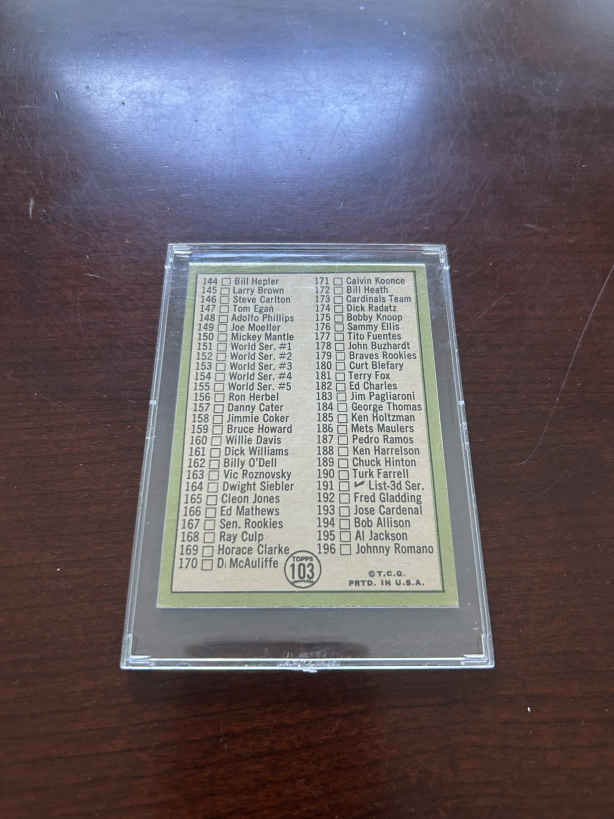 144 Bill Hepler
145 Larry Brown
146 Steve Carlton
147 Tom Egan
148 Adolfo Phillips
149 Joe Moeller
150 Mickey Mantle
151 World Ser. #1
152 World Ser. #2
153 World Ser. #3
154 World Ser. #4
155 World Ser. #5
156 Ron Herbel
157 Danny Cater
158 Jimmie Coker
159 Bruce Howard
160 Willie Davis
161 Dick Williams
162 Billy O'Dell
163 Vic Roznovsky
164 Dwight Siebler
165 Cleon Jones
166 Ed Mathews
167 Sen. Rookies
168 Ray Culp
169 Horace Clarke
170 D. McAuliffe
171 Calvin Koonce
172 Bill Heath
173 Cardinals Team
174 Dick Radatz
175 Bobby Knoop
176 Sammy Ellis
177 Tito Fuentes
178 John Buzhardt
179 Braves Rookies
180 Curt Blefary
181 Terry Fox
182 Ed Charles
183 Jim Pagliaroni
184 George Thomas
185 Ken Holtzman
186 Mets Maulers
187 Pedro Ramos
188 Ken Harrelson
189 Chuck Hinton
190 Turk Farrell
191 ✔ List-3d Ser.
192 Fred Gladding
193 Jose Cardenal
194 Bob Allison
195 Al Jackson
196 Johnny Romano
TOPPS
103
© T.C.G.
PRTD. IN U.S.A.